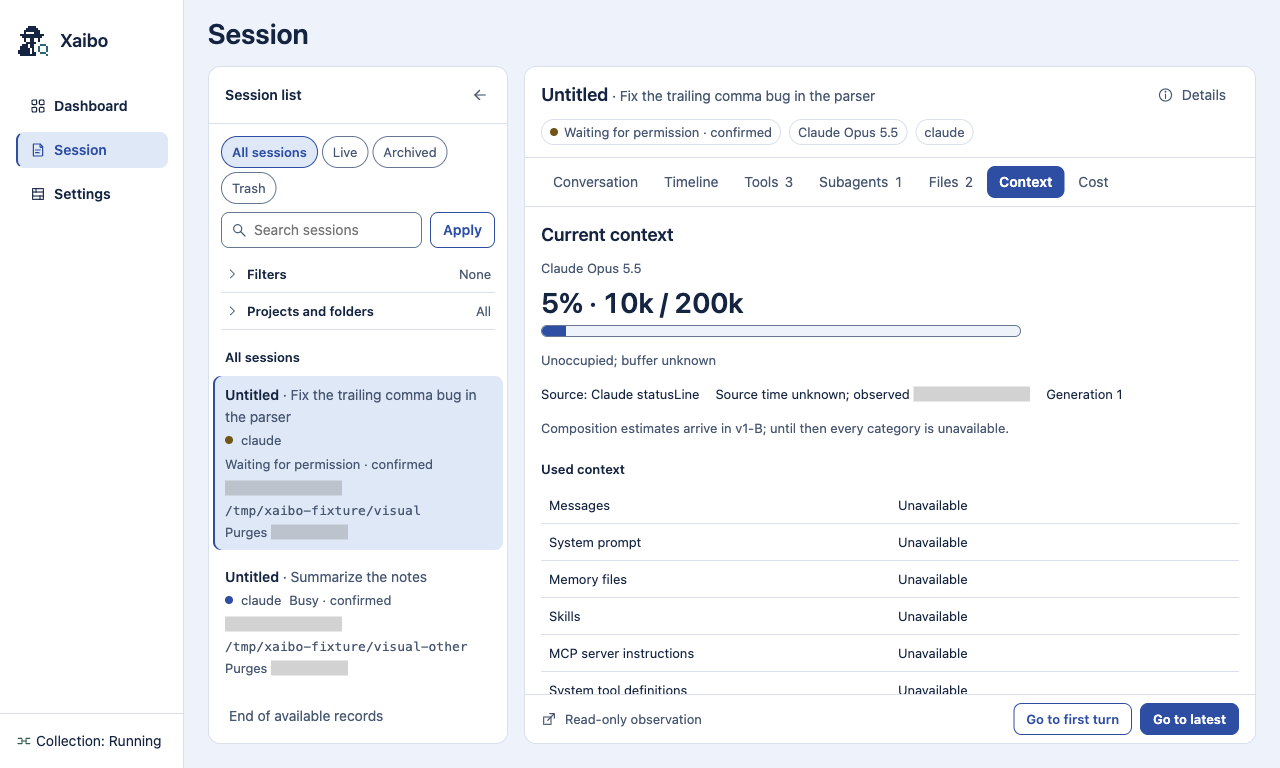 Xaibo
Dashboard
Session
Settings
Collection: Running
Session
Session list
All sessions
Live
Archived
Trash
Search sessions
Apply
Filters
None
Projects and folders
All
All sessions
Untitled · Fix the trailing comma bug in
the parser
claude
Waiting for permission · confirmed
/tmp/xaibo-fixture/visual
Purges
Untitled · Summarize the notes
claude Busy · confirmed
/tmp/xaibo-fixture/visual-other
Purges
End of available records
Untitled · Fix the trailing comma bug in the parser
Details
Waiting for permission · confirmed
Claude Opus 5.5
claude
Conversation
Timeline
Tools 3
Subagents 1
Files 2
Context
Cost
Current context
Claude Opus 5.5
5% · 10k / 200k
Unoccupied; buffer unknown
Source: Claude statusLine Source time unknown; observed Generation 1
Composition estimates arrive in v1-B; until then every category is unavailable.
Used context
Messages Unavailable
System prompt Unavailable
Memory files Unavailable
Skills Unavailable
MCP server instructions Unavailable
System tool definitions Unavailable
Read-only observation
Go to first turn
Go to latest